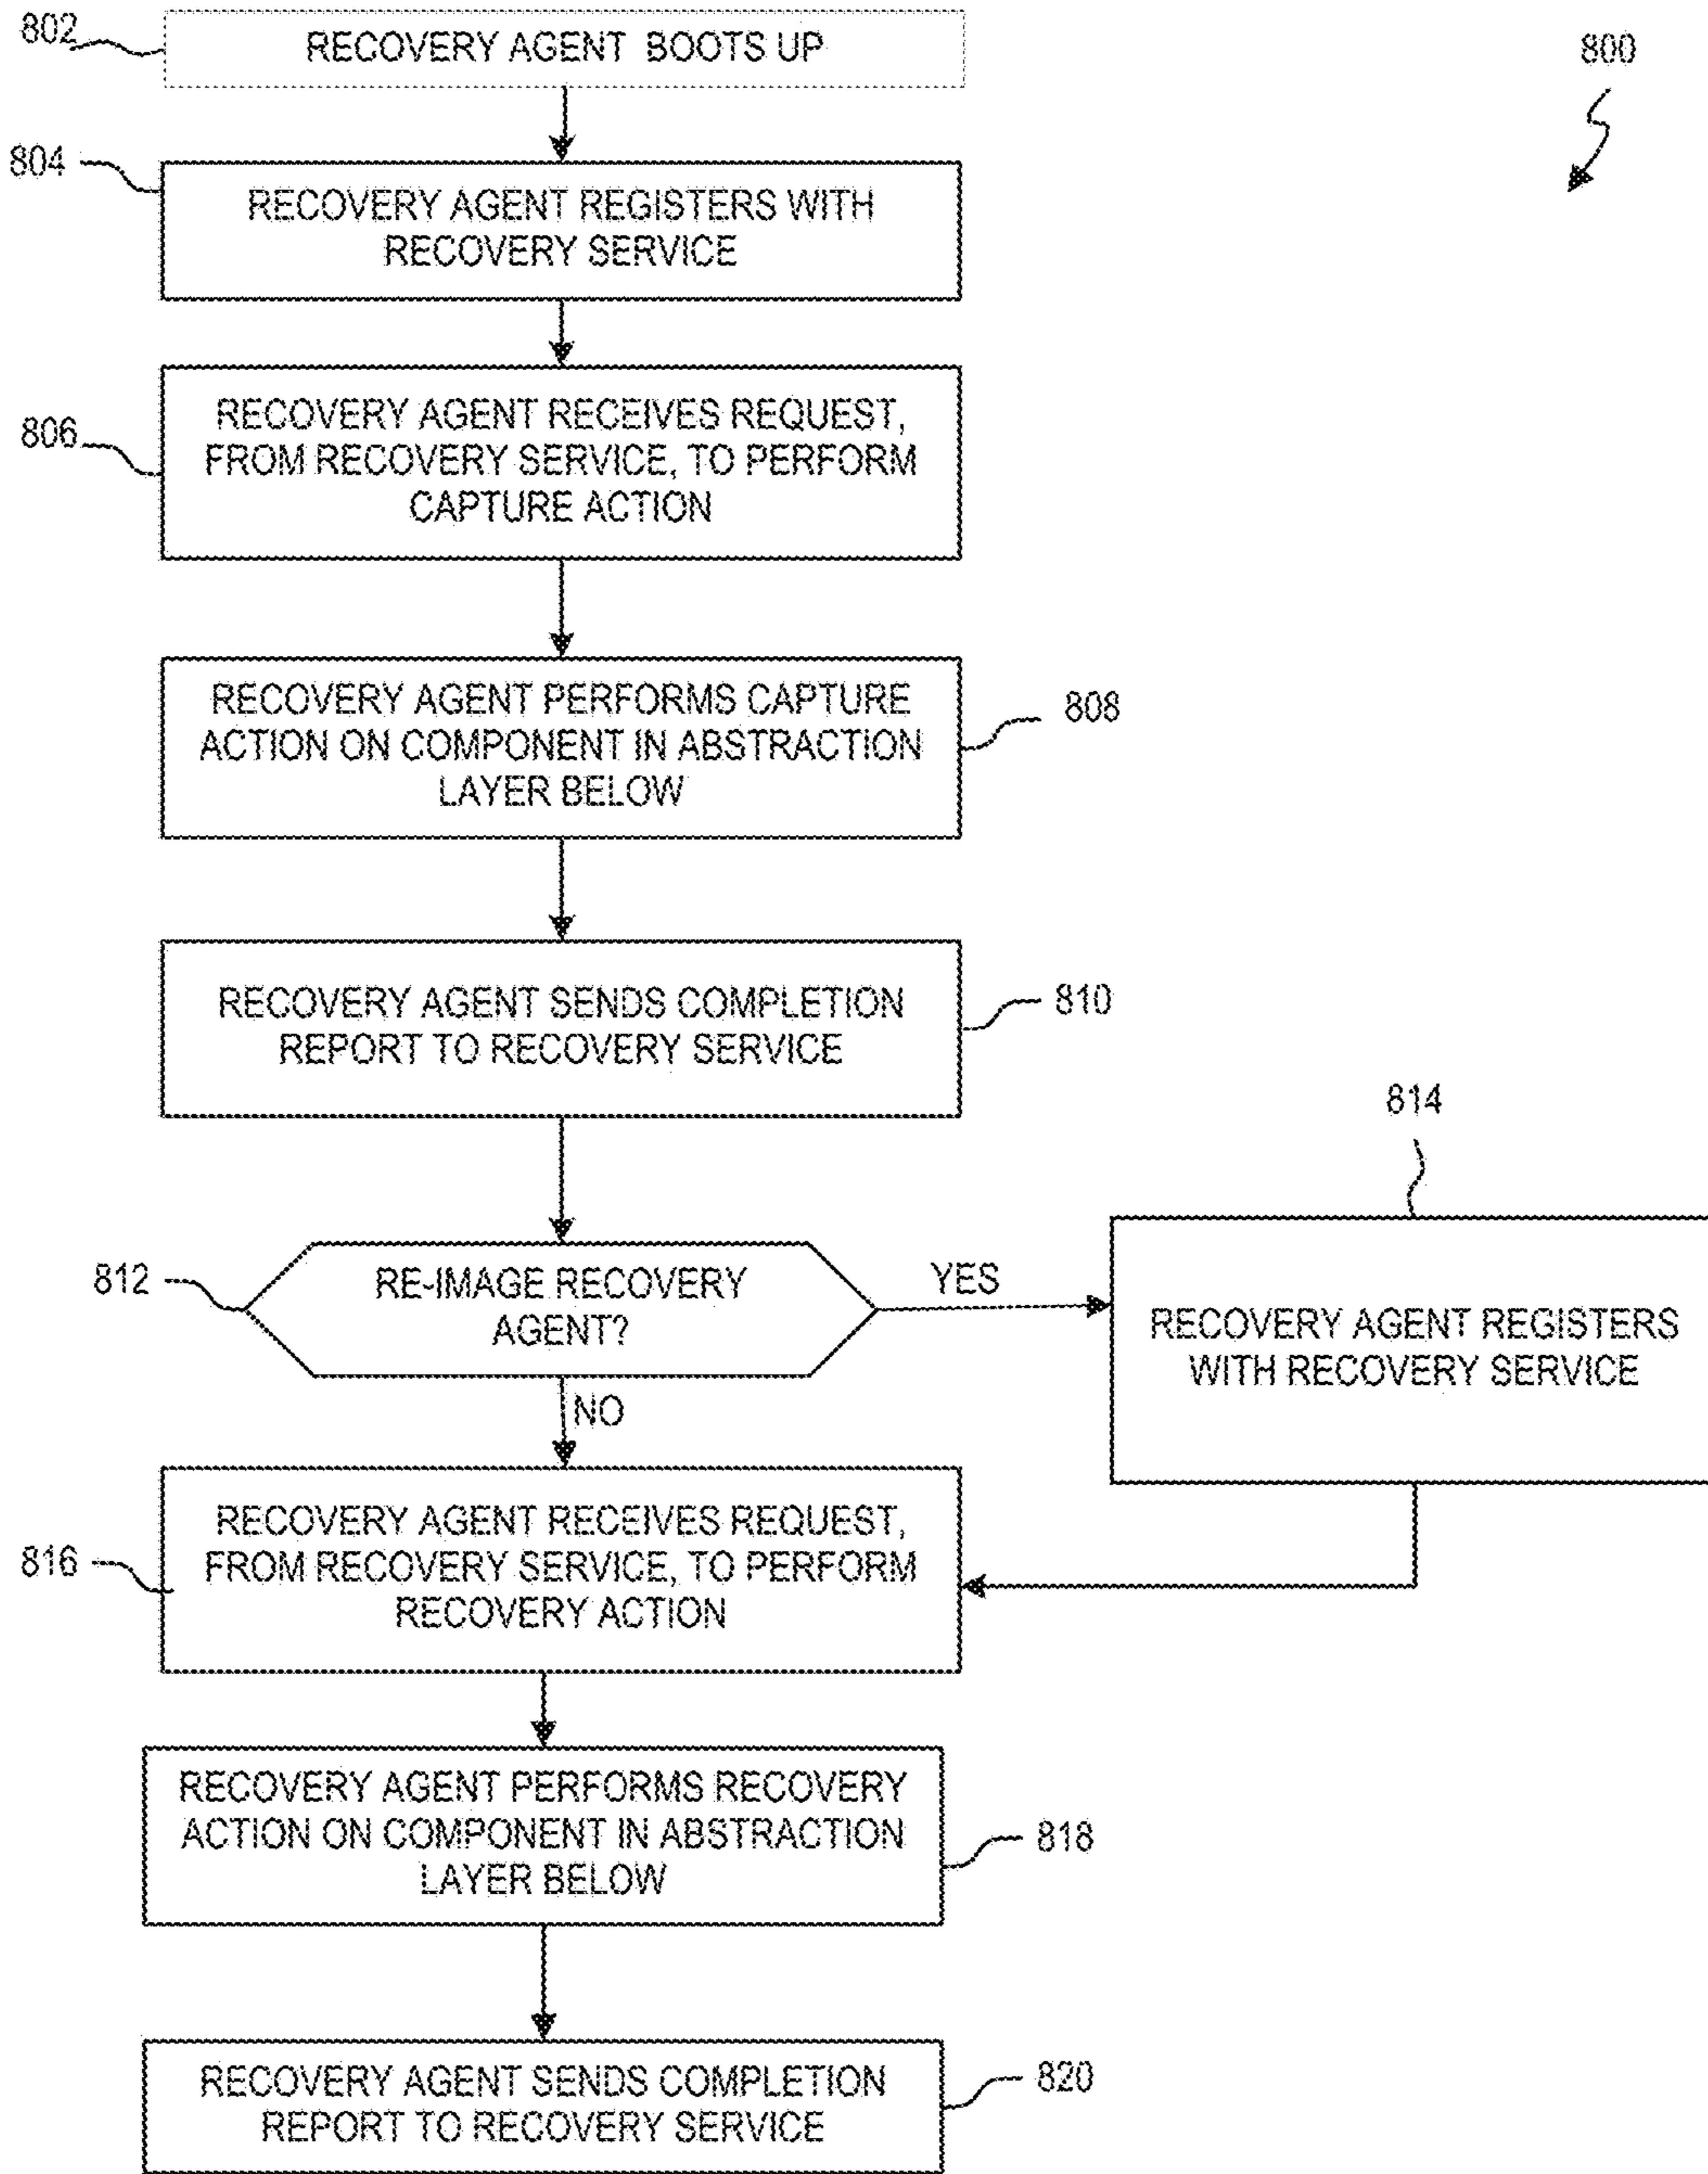 802
RECOVERY AGENT BOOTS UP
800
804
RECOVERY AGENT REGISTERS WITH
RECOVERY SERVICE
806
RECOVERY AGENT RECEIVES REQUEST,
FROM RECOVERY SERVICE, TO PERFORM
CAPTURE ACTION
RECOVERY AGENT PERFORMS CAPTURE
ACTION ON COMPONENT IN ABSTRACTION
LAYER BELOW
808
RECOVERY AGENT SENDS COMPLETION
REPORT TO RECOVERY SERVICE
810
812
RE-IMAGE RECOVERY
AGENT?
YES
NO
814
RECOVERY AGENT REGISTERS
WITH RECOVERY SERVICE
816
RECOVERY AGENT RECEIVES REQUEST,
FROM RECOVERY SERVICE, TO PERFORM
RECOVERY ACTION
RECOVERY AGENT PERFORMS RECOVERY
ACTION ON COMPONENT IN ABSTRACTION
LAYER BELOW
818
RECOVERY AGENT SENDS COMPLETION
REPORT TO RECOVERY SERVICE
820